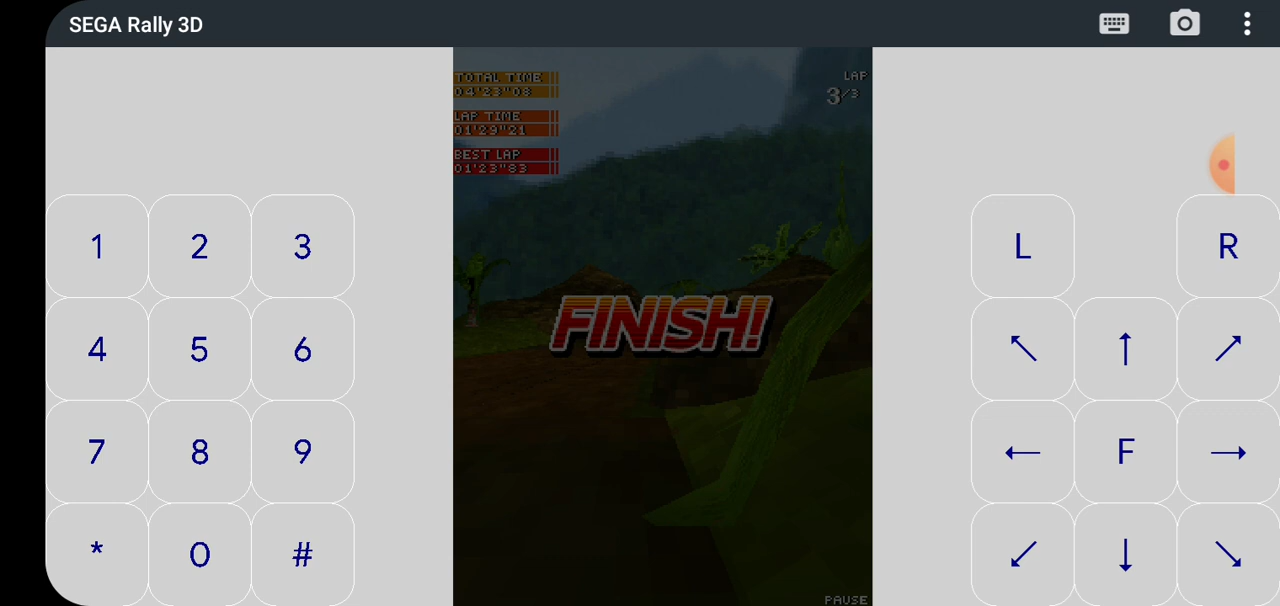 SEGA Rally 3D
TOTAL TIME
04'23"08
LAP TIME
01'29"21
BEST LAP
01'23"83
LAP
3/3
FINISH!
PAUSE
1 2 3
4 5 6
7 8 9
* 0 #
L R
↖ ↑ ↗
← F →
↙ ↓ ↘